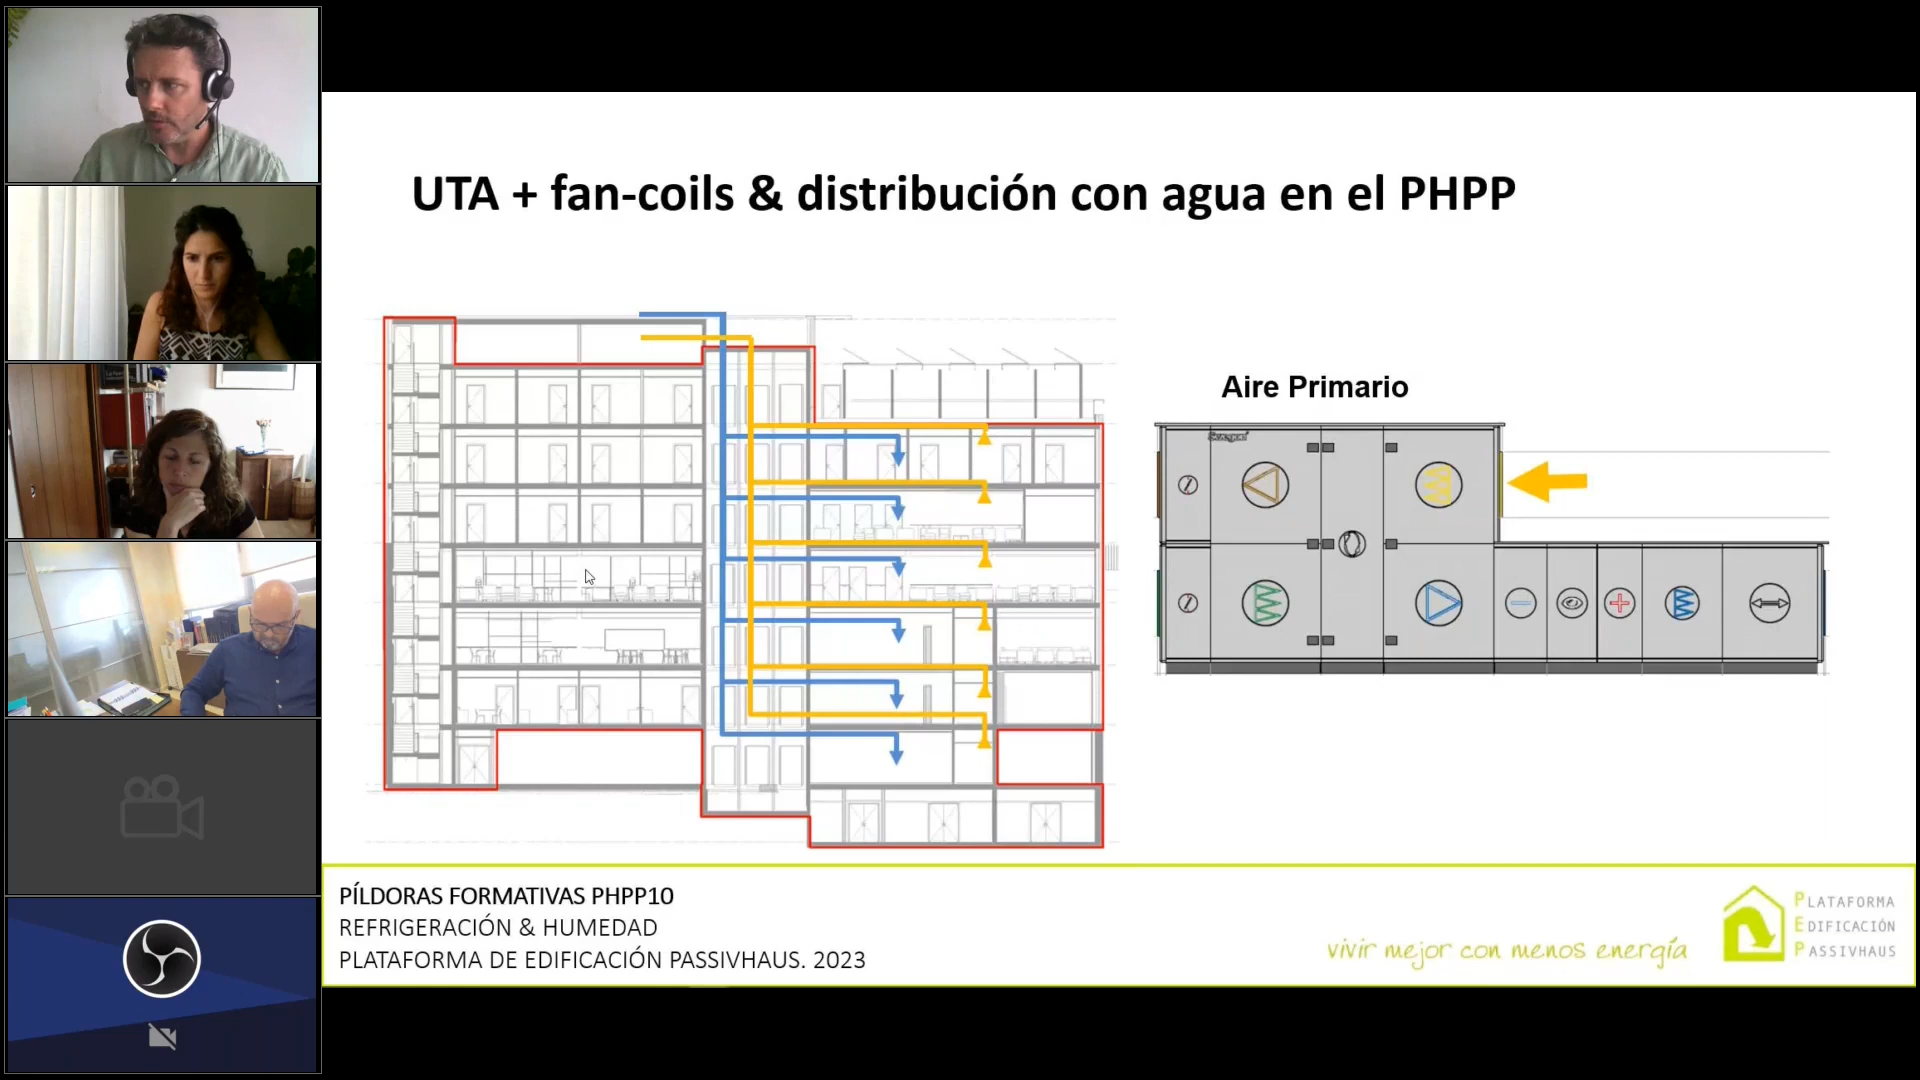 UTA + fan-coils & distribución con agua en el PHPP
Aire Primario
PÍLDORAS FORMATIVAS PHPP10
REFRIGERACIÓN & HUMEDAD
PLATAFORMA DE EDIFICACIÓN PASSIVHAUS. 2023
vivir mejor con menos energía
PLATAFORMA
EDIFICACIÓN
PASSIVHAUS